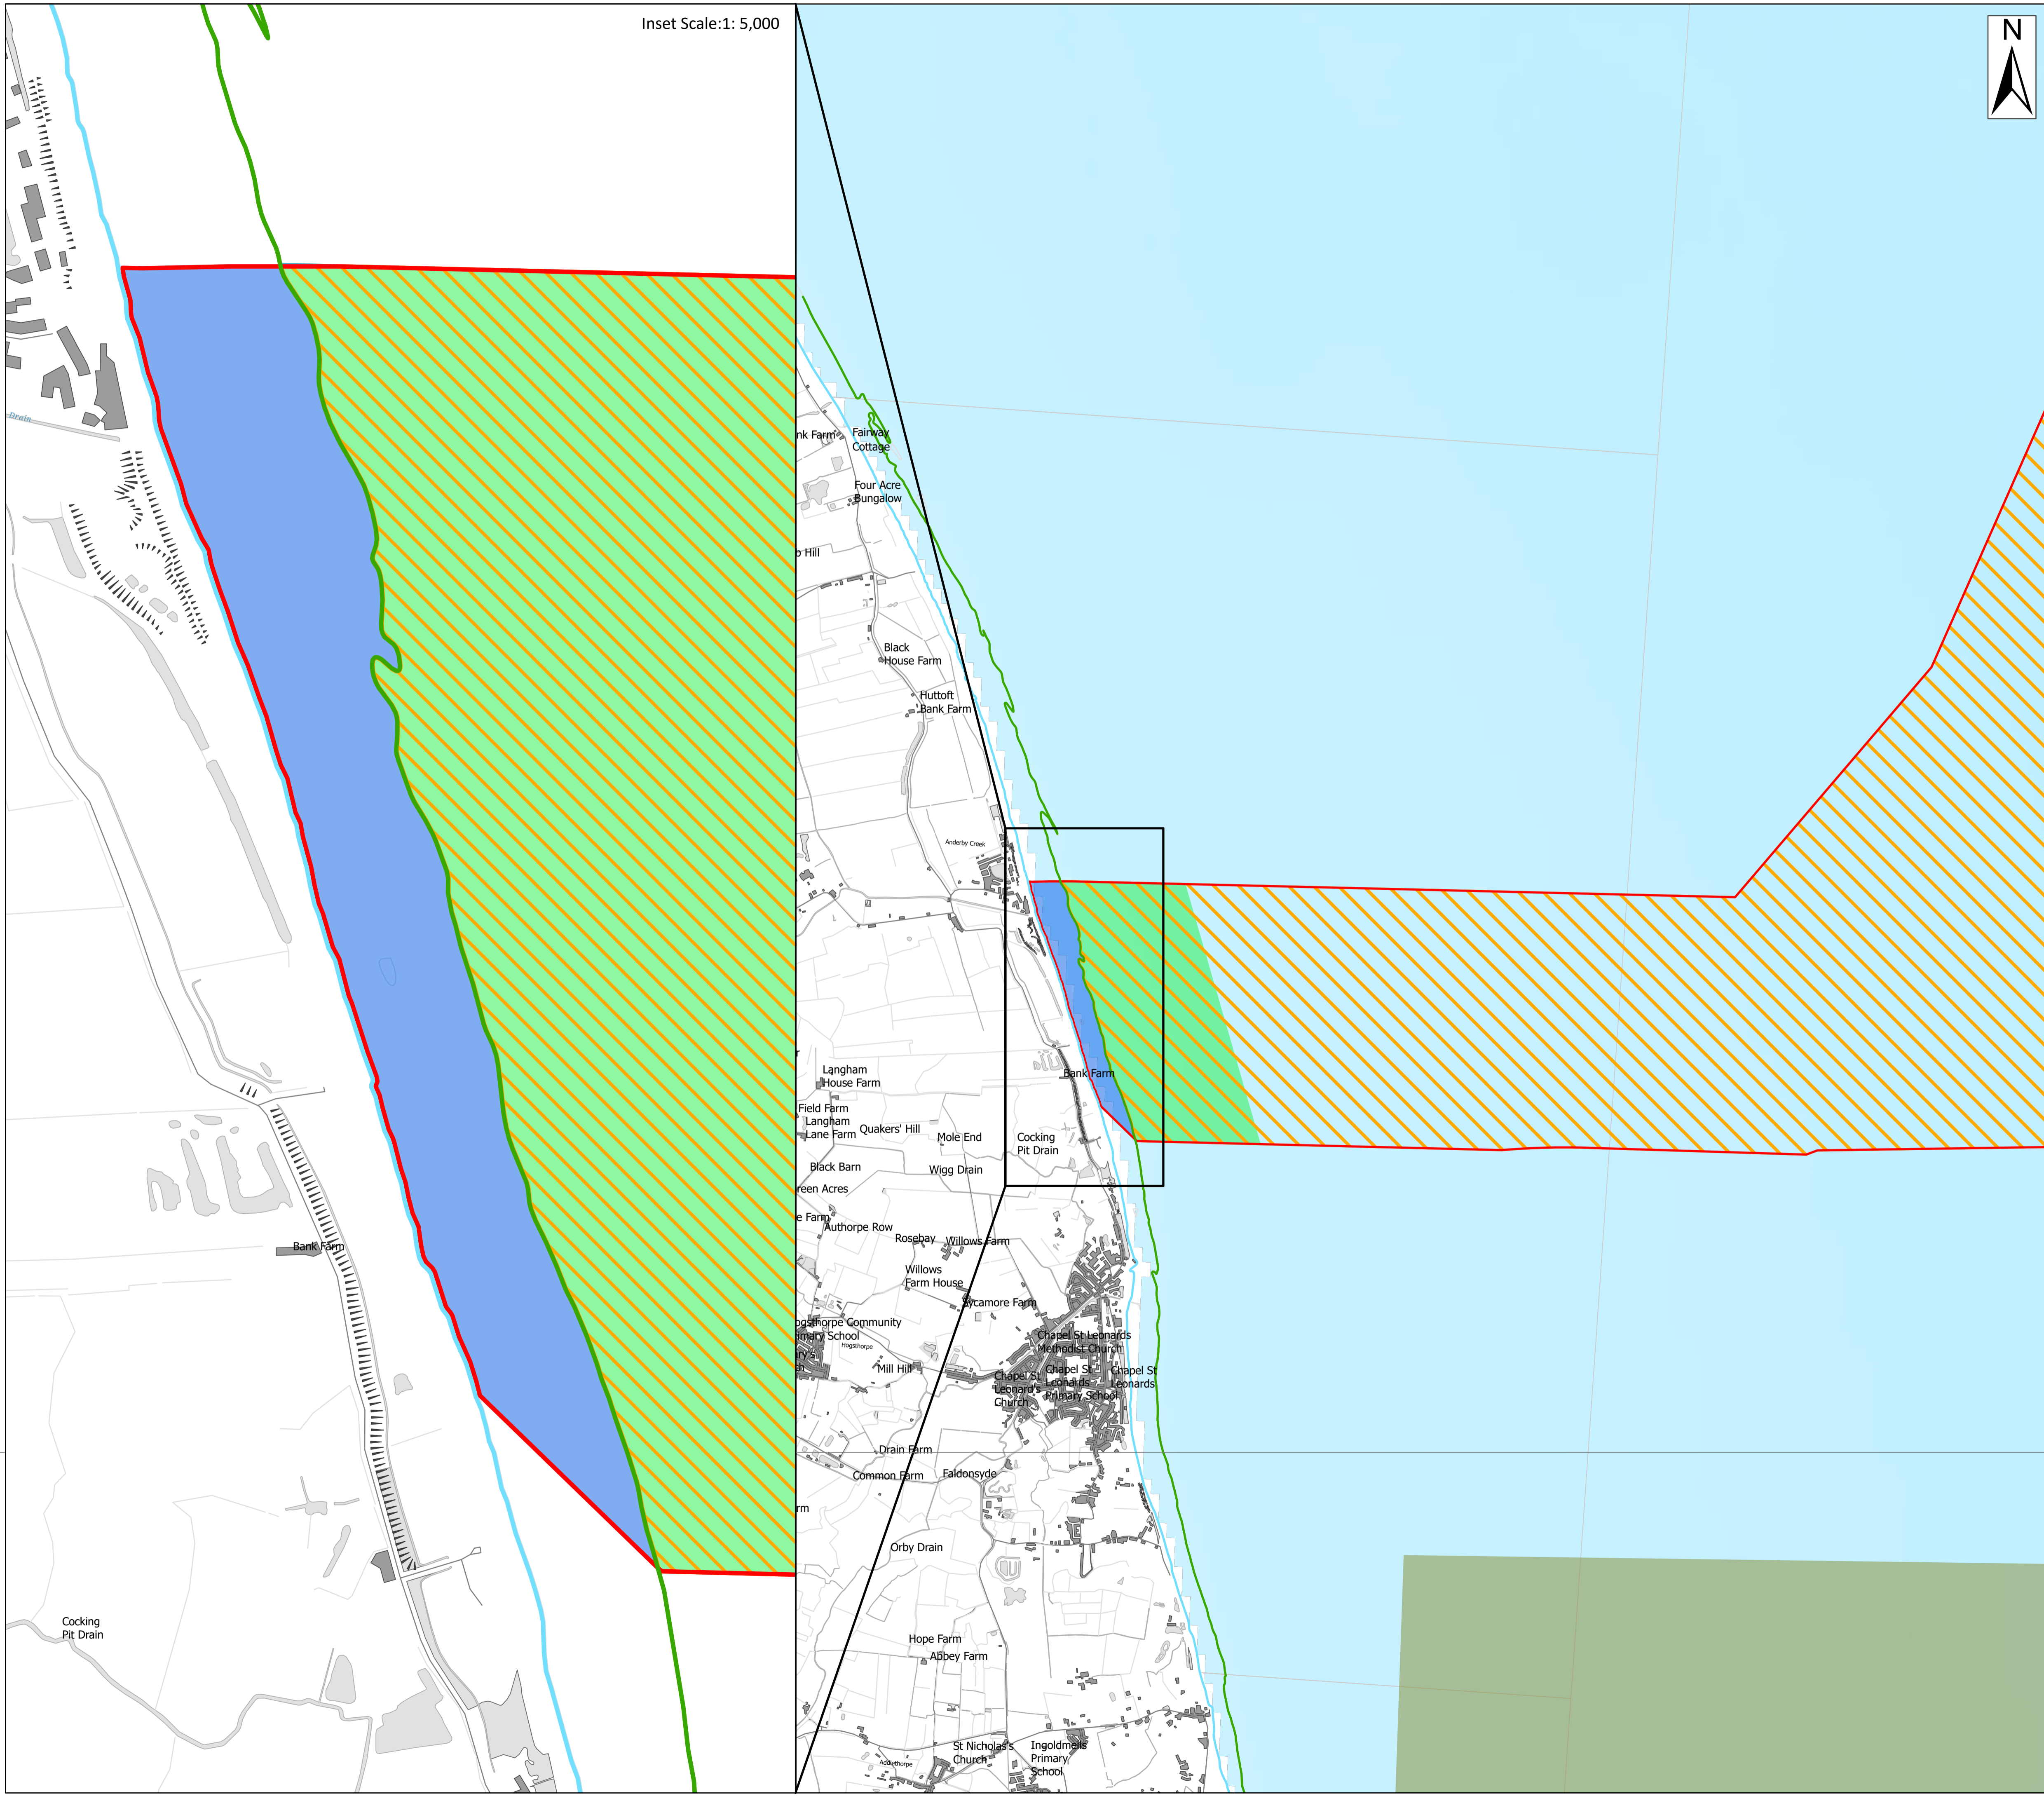 Inset Scale:1: 5,000
Drain
Bank Farm
Cocking
Pit Drain
N
nk Farm
Fairway
Cottage
Four Acre
Bungalow
Hill
Black
House Farm
Huttoft
Bank Farm
Anderby Creek
Bank Farm
Langham
House Farm
Field Farm
Langham
Lane Farm
Quakers' Hill
Mole End
Cocking
Pit Drain
Black Barn
Wigg Drain
reen Acres
e Farm
Authorpe Row
Rosebay
Willows Farm
Willows
Farm House
Sycamore Farm
ogsthorpe Community
imary School
Hogsthorpe
Chapel St Leonards
Methodist Church
Mill Hill
Chapel St
Leonard's
Church
Chapel St
Leonards
Primary School
Chapel St
Leonards
Drain Farm
Common Farm
Faldonsyde
rm
Orby Drain
Hope Farm
Abbey Farm
St Nicholas's
Church
Ingoldmells
Primary
School
Addlethorpe